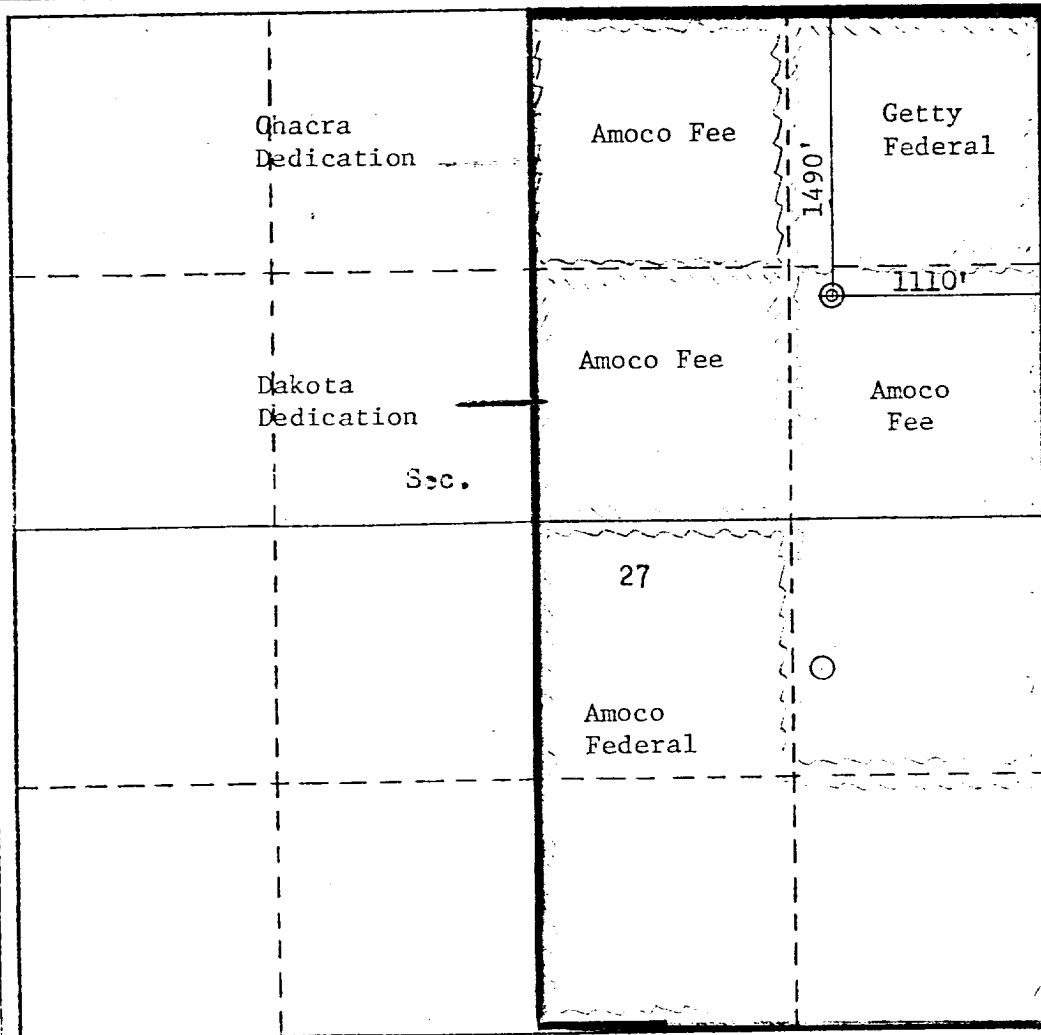 Chacra
Dedication
Amoco Fee
Getty
Federal
1490'
1110'
Dakota
Dedication
Amoco Fee
Amoco
Fee
Sec.
27
Amoco
Federal